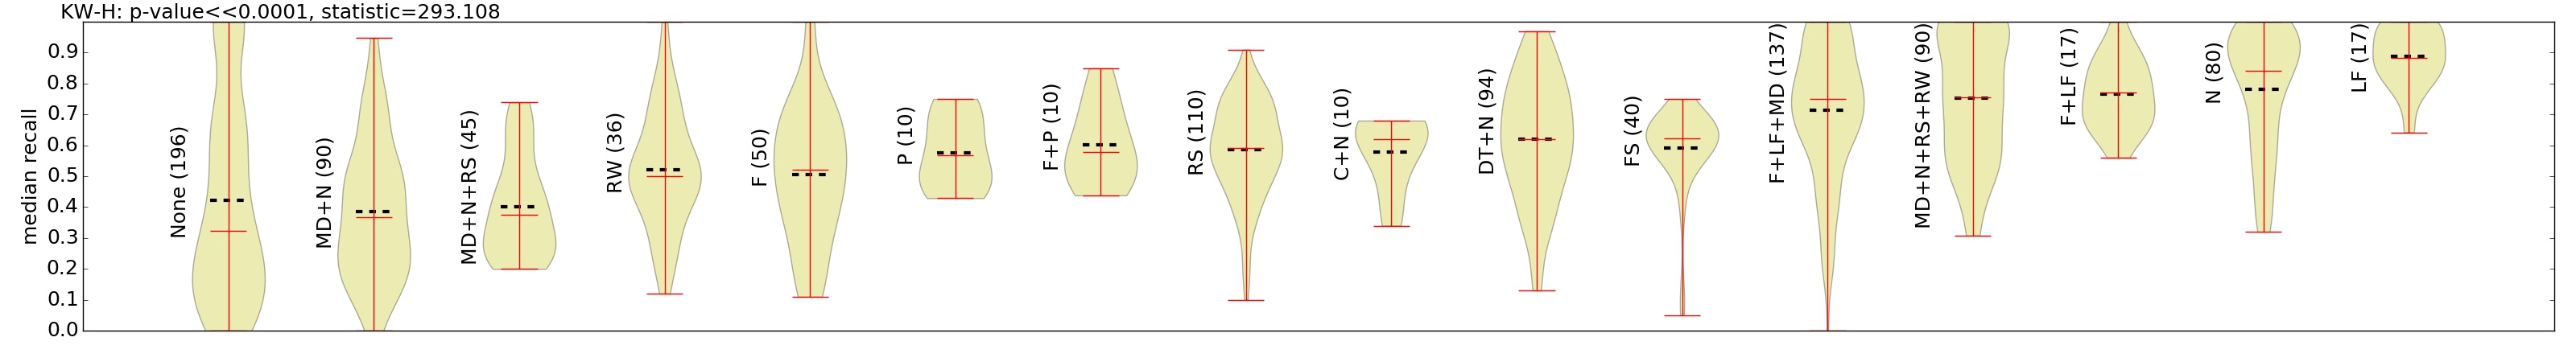 KW-H: p-value<<0.0001, statistic=293.108
median recall
0.9
0.8
0.7
0.6
0.5
0.4
0.3
0.2
0.1
0.0
None (196)
MD+N (90)
MD+N+RS (45)
RW (36)
F (50)
P (10)
F+P (10)
RS (110)
C+N (10)
DT+N (94)
FS (40)
F+LF+MD (137)
MD+N+RS+RW (90)
F+LF (17)
N (80)
LF (17)